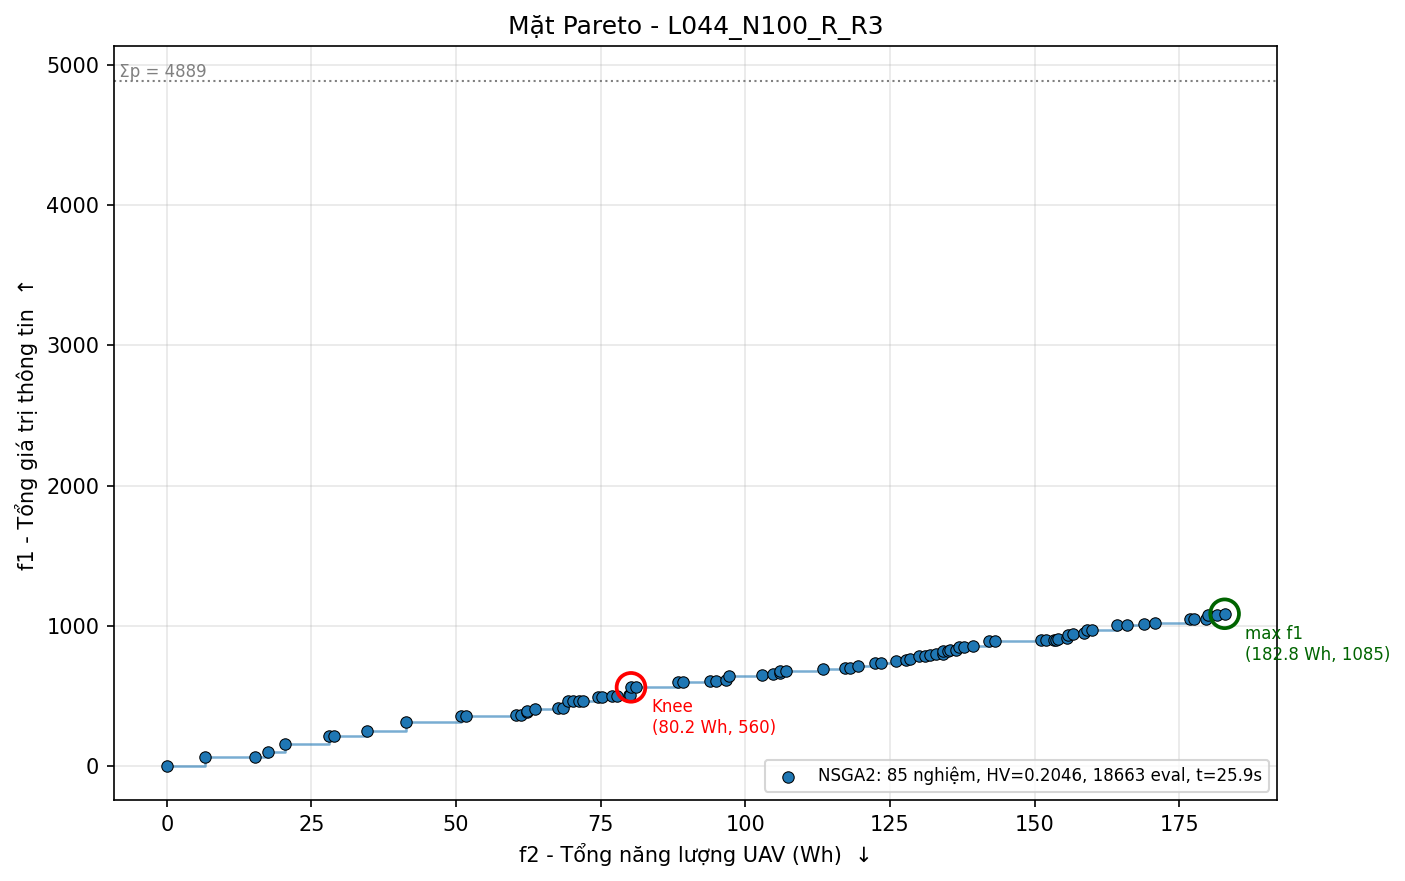 Mặt Pareto - L044_N100_R_R3
Σp = 4889
5000
4000
3000
2000
1000
0
f1 - Tổng giá trị thông tin ↑
max f1
(182.8 Wh, 1085)
Knee
(80.2 Wh, 560)
NSGA2: 85 nghiệm, HV=0.2046, 18663 eval, t=25.9s
0 25 50 75 100 125 150 175
f2 - Tổng năng lượng UAV (Wh) ↓